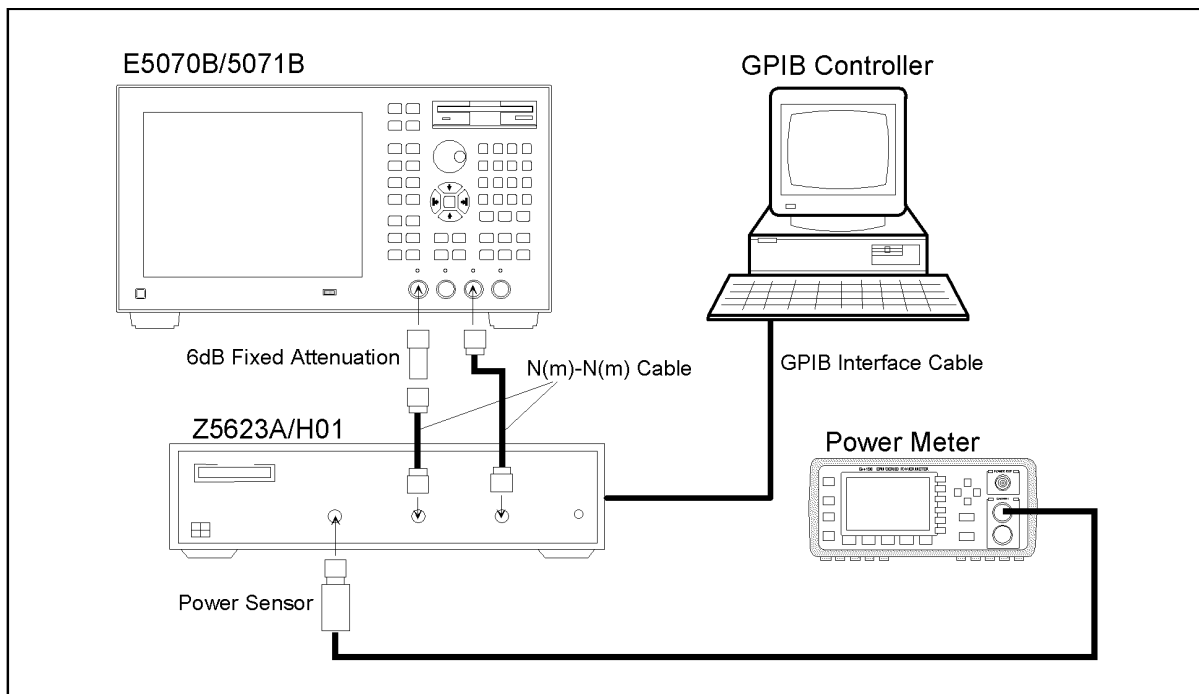 E5070B/5071B
GPIB Controller
6dB Fixed Attenuation
N(m)-N(m) Cable
GPIB Interface Cable
Z5623A/H01
Power Meter
Power Sensor